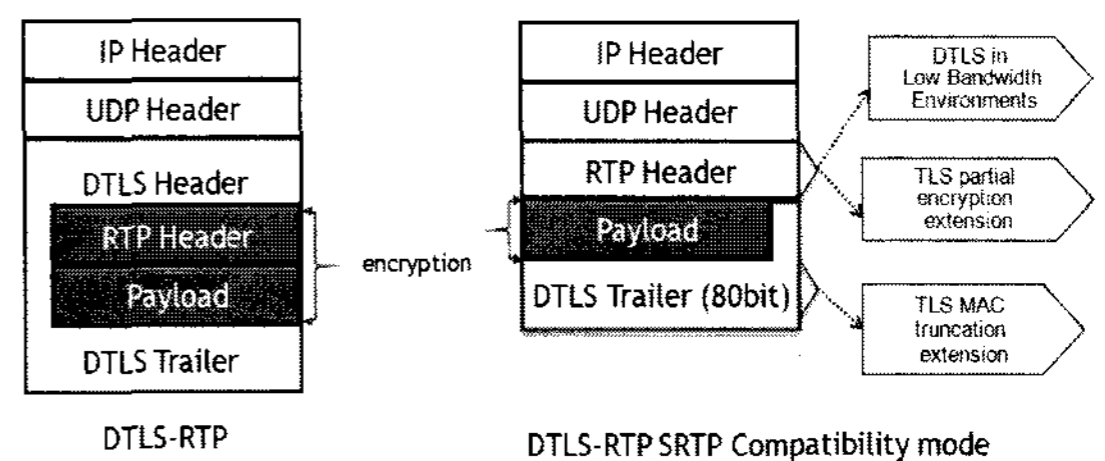 IP Header
UDP Header
DTLS Header
RTP Header
Payload
DTLS Trailer
DTLS-RTP
encryption
IP Header
UDP Header
RTP Header
Payload
DTLS Trailer (80bit)
DTLS-RTP SRTP Compatibility mode
DTLS in
Low Bandwidth
Environments
TLS partial
encryption
extension
TLS MAC
truncation
extension